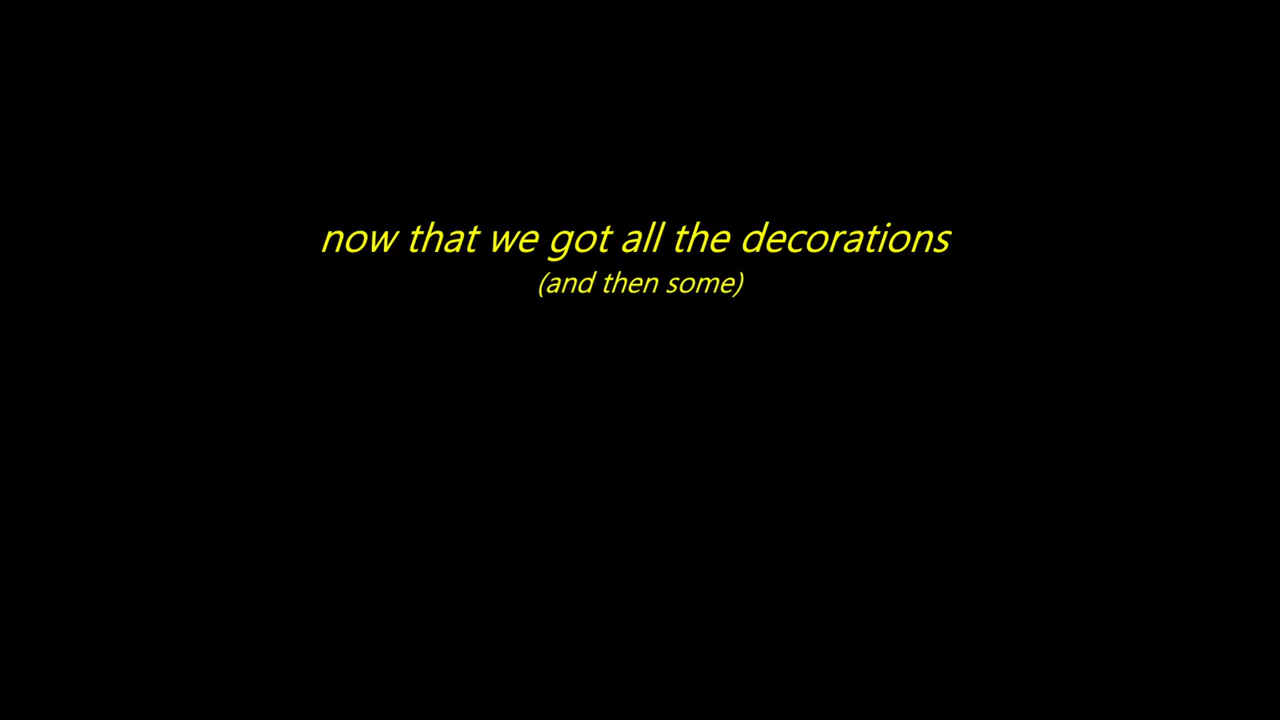 now that we got all the decorations
(and then some)